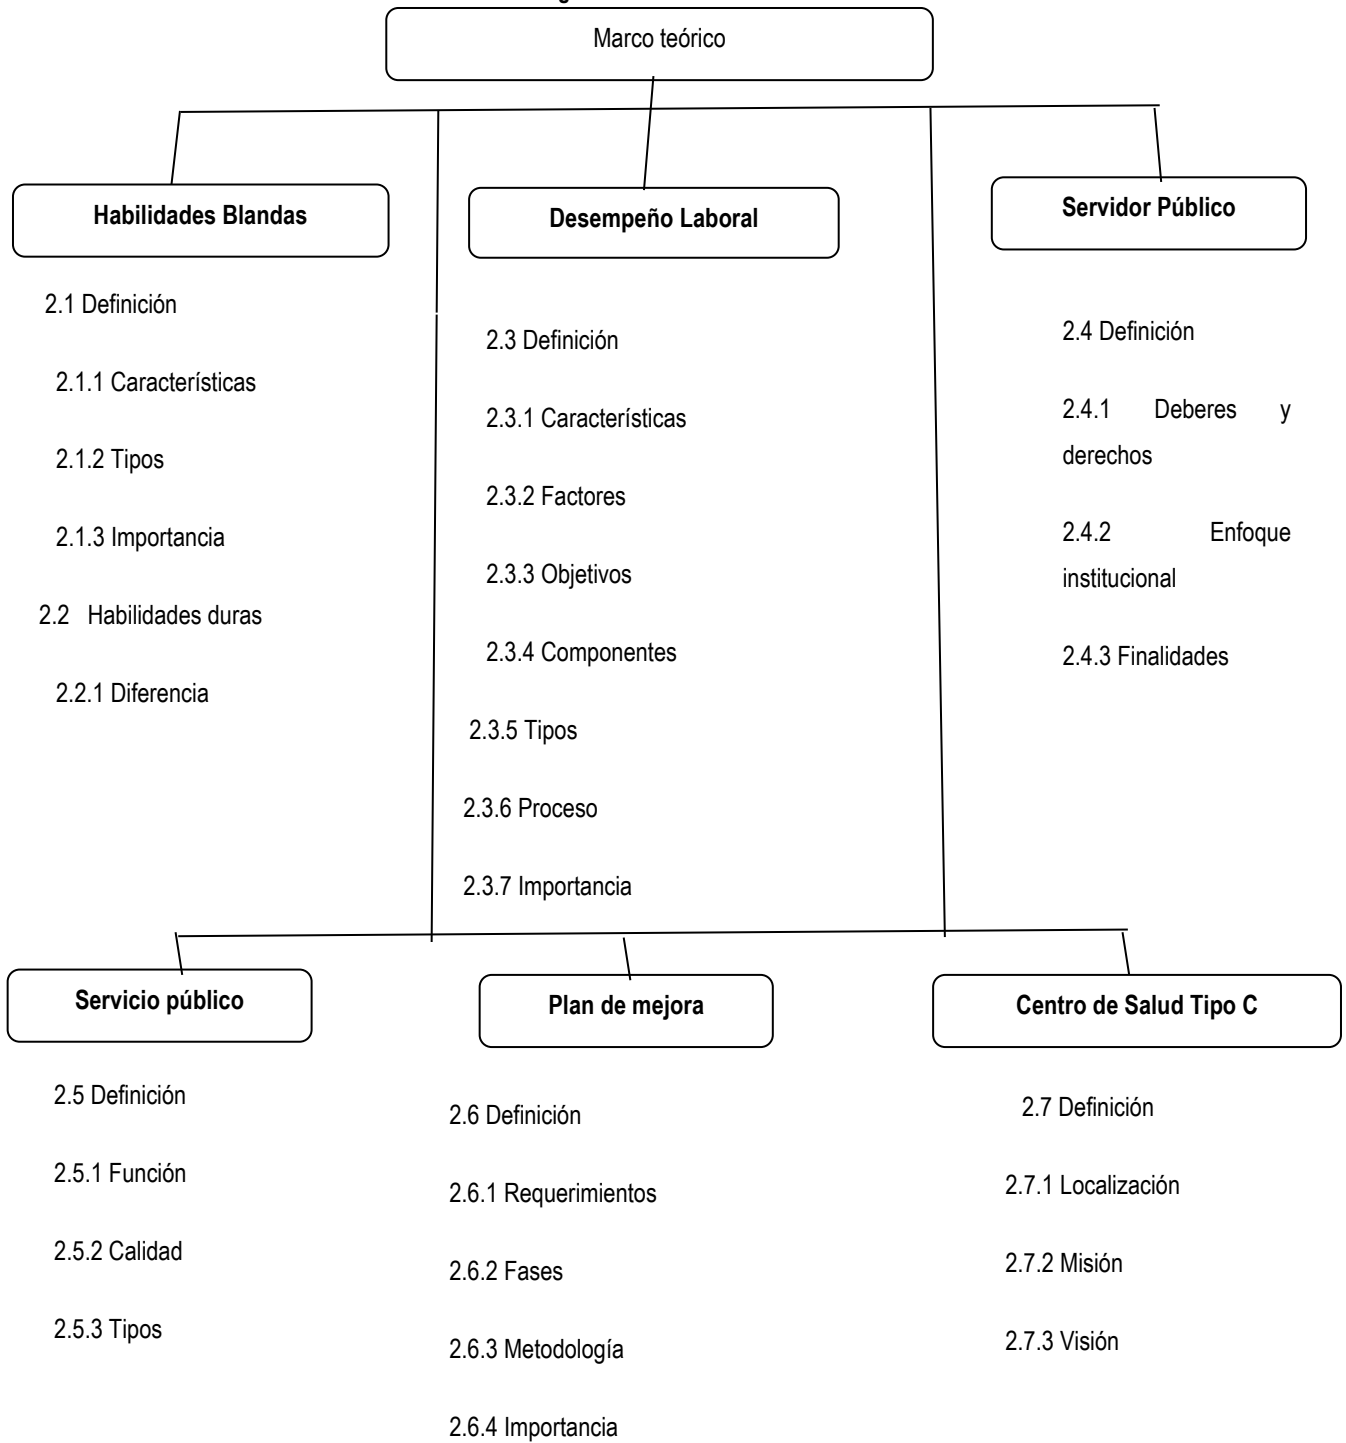 Marco teórico
Habilidades Blandas
2.1 Definición
2.1.1 Características
2.1.2 Tipos
2.1.3 Importancia
2.2 Habilidades duras
2.2.1 Diferencia
Desempeño Laboral
2.3 Definición
2.3.1 Características
2.3.2 Factores
2.3.3 Objetivos
2.3.4 Componentes
2.3.5 Tipos
2.3.6 Proceso
2.3.7 Importancia
Servidor Público
2.4 Definición
2.4.1 Deberes y
derechos
2.4.2 Enfoque
institucional
2.4.3 Finalidades
Servicio público
2.5 Definición
2.5.1 Función
2.5.2 Calidad
2.5.3 Tipos
Plan de mejora
2.6 Definición
2.6.1 Requerimientos
2.6.2 Fases
2.6.3 Metodología
2.6.4 Importancia
Centro de Salud Tipo C
2.7 Definición
2.7.1 Localización
2.7.2 Misión
2.7.3 Visión